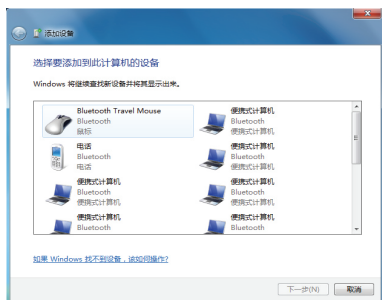 添加设备
选择要添加到此计算机的设备
Windows 将继续查找新设备并将其显示出来。
Bluetooth Travel Mouse
Bluetooth
鼠标
便携式计算机
Bluetooth
便携式计算机
电话
Bluetooth
电话
便携式计算机
Bluetooth
便携式计算机
便携式计算机
Bluetooth
便携式计算机
便携式计算机
Bluetooth
便携式计算机
便携式计算机
Bluetooth
便携式计算机
Bluetooth
如果 Windows 找不到设备，该如何操作?
下一步(N)
取消